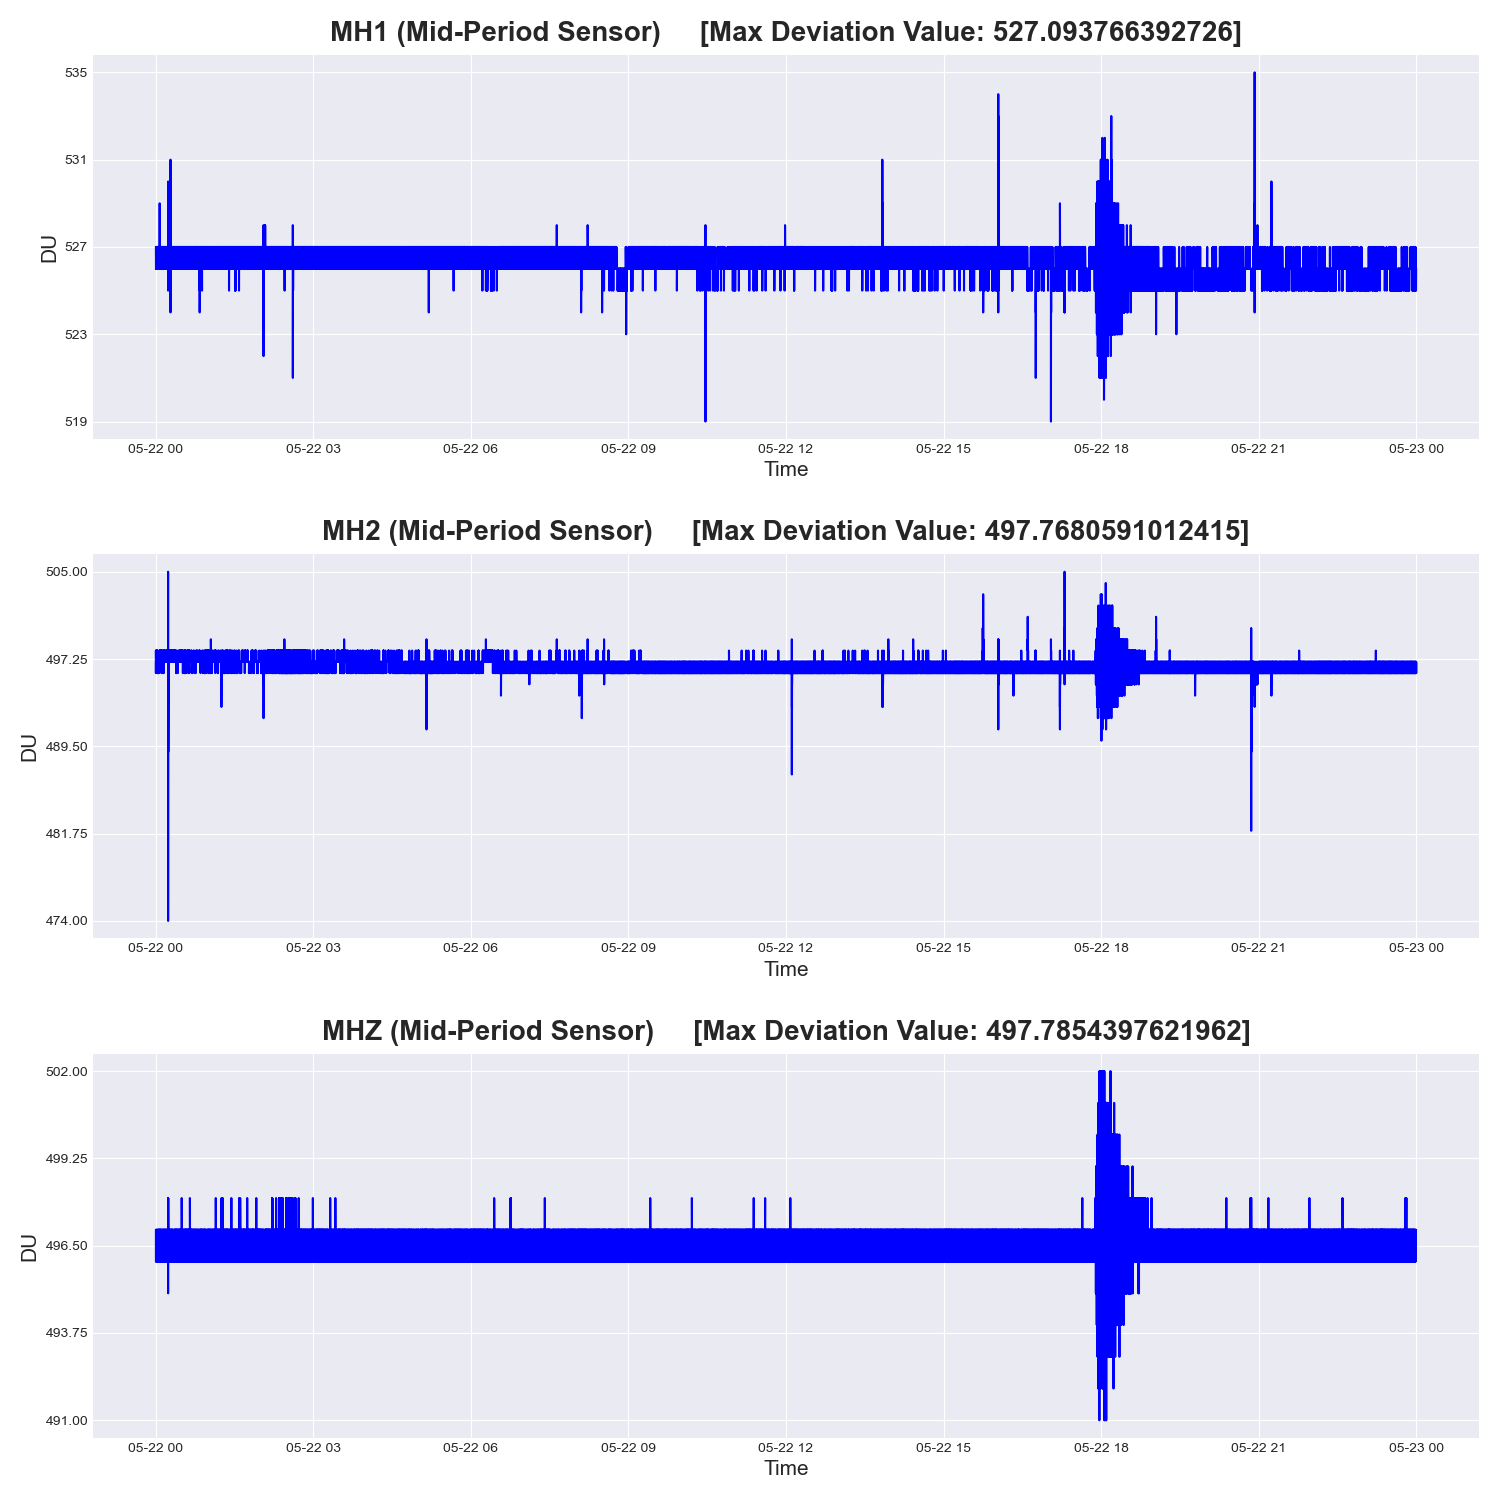 MH1 (Mid-Period Sensor) [Max Deviation Value: 527.093766392726]
535
531
527
523
519
DU
05-22 00 05-22 03 05-22 06 05-22 09 05-22 12 05-22 15 05-22 18 05-22 21 05-23 00
Time
MH2 (Mid-Period Sensor) [Max Deviation Value: 497.7680591012415]
505.00
497.25
489.50
481.75
474.00
DU
05-22 00 05-22 03 05-22 06 05-22 09 05-22 12 05-22 15 05-22 18 05-22 21 05-23 00
Time
MHZ (Mid-Period Sensor) [Max Deviation Value: 497.7854397621962]
502.00
499.25
496.50
493.75
491.00
DU
05-22 00 05-22 03 05-22 06 05-22 09 05-22 12 05-22 15 05-22 18 05-22 21 05-23 00
Time